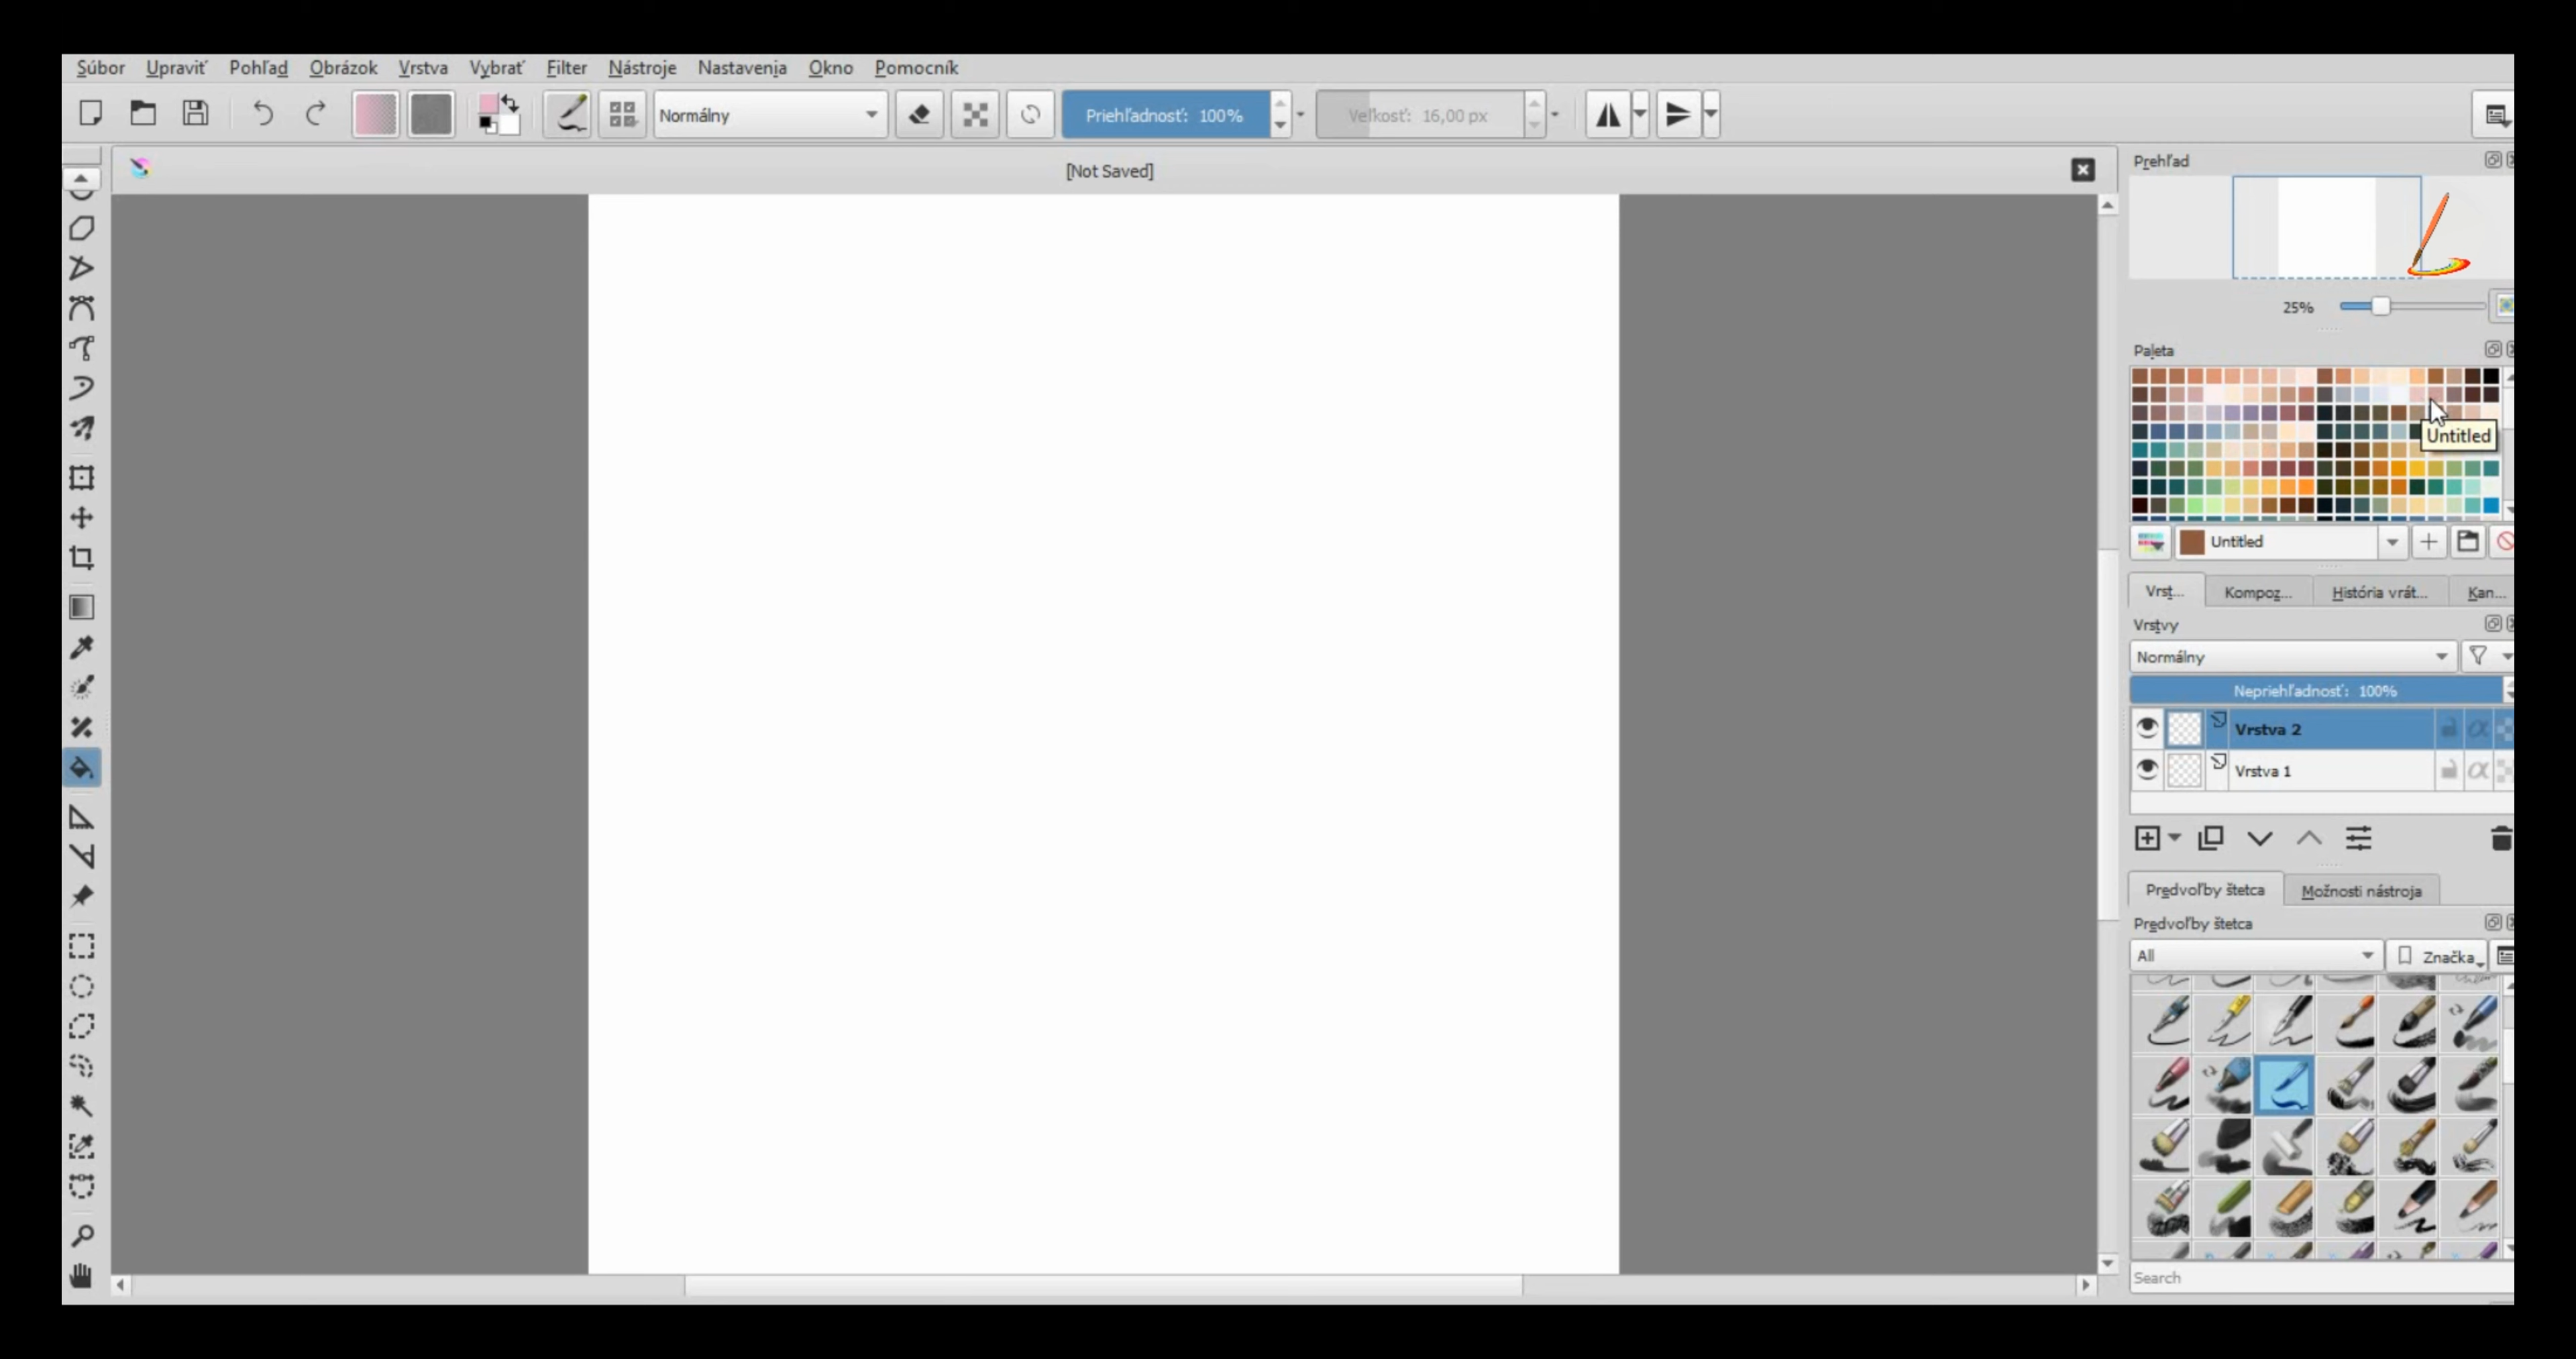 Súbor Upraviť Pohľad Obrázok Vrstva Vybrať Filter Nástroje Nastavenia Okno Pomocník
Normálny Priehľadnosť: 100% Veľkosť: 16,00 px
[Not Saved]
Prehľad
25%
Paleta
Untitled
Untitled
Vrst... Kompoz... História vrát... Kan...
Vrstvy
Normálny
Nepriehľadnosť: 100%
Vrstva 2
Vrstva 1
Predvoľby štetca Možnosti nástroja
Predvoľby štetca
All Značka
Search